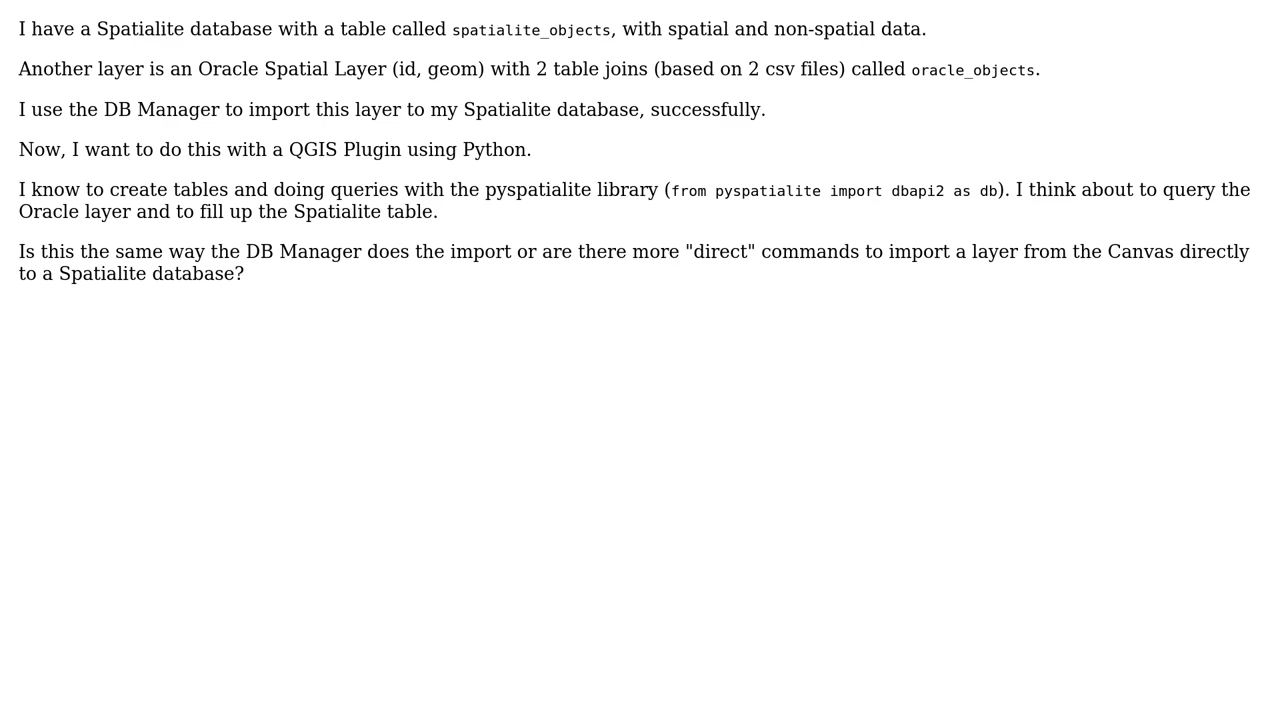 I have a Spatialite database with a table called spatialite_objects, with spatial and non-spatial data.
Another layer is an Oracle Spatial Layer (id, geom) with 2 table joins (based on 2 csv files) called oracle_objects.
I use the DB Manager to import this layer to my Spatialite database, successfully.
Now, I want to do this with a QGIS Plugin using Python.
I know to create tables and doing queries with the pyspatialite library (from pyspatialite import dbapi2 as db). I think about to query the
Oracle layer and to fill up the Spatialite table.
Is this the same way the DB Manager does the import or are there more "direct" commands to import a layer from the Canvas directly
to a Spatialite database?